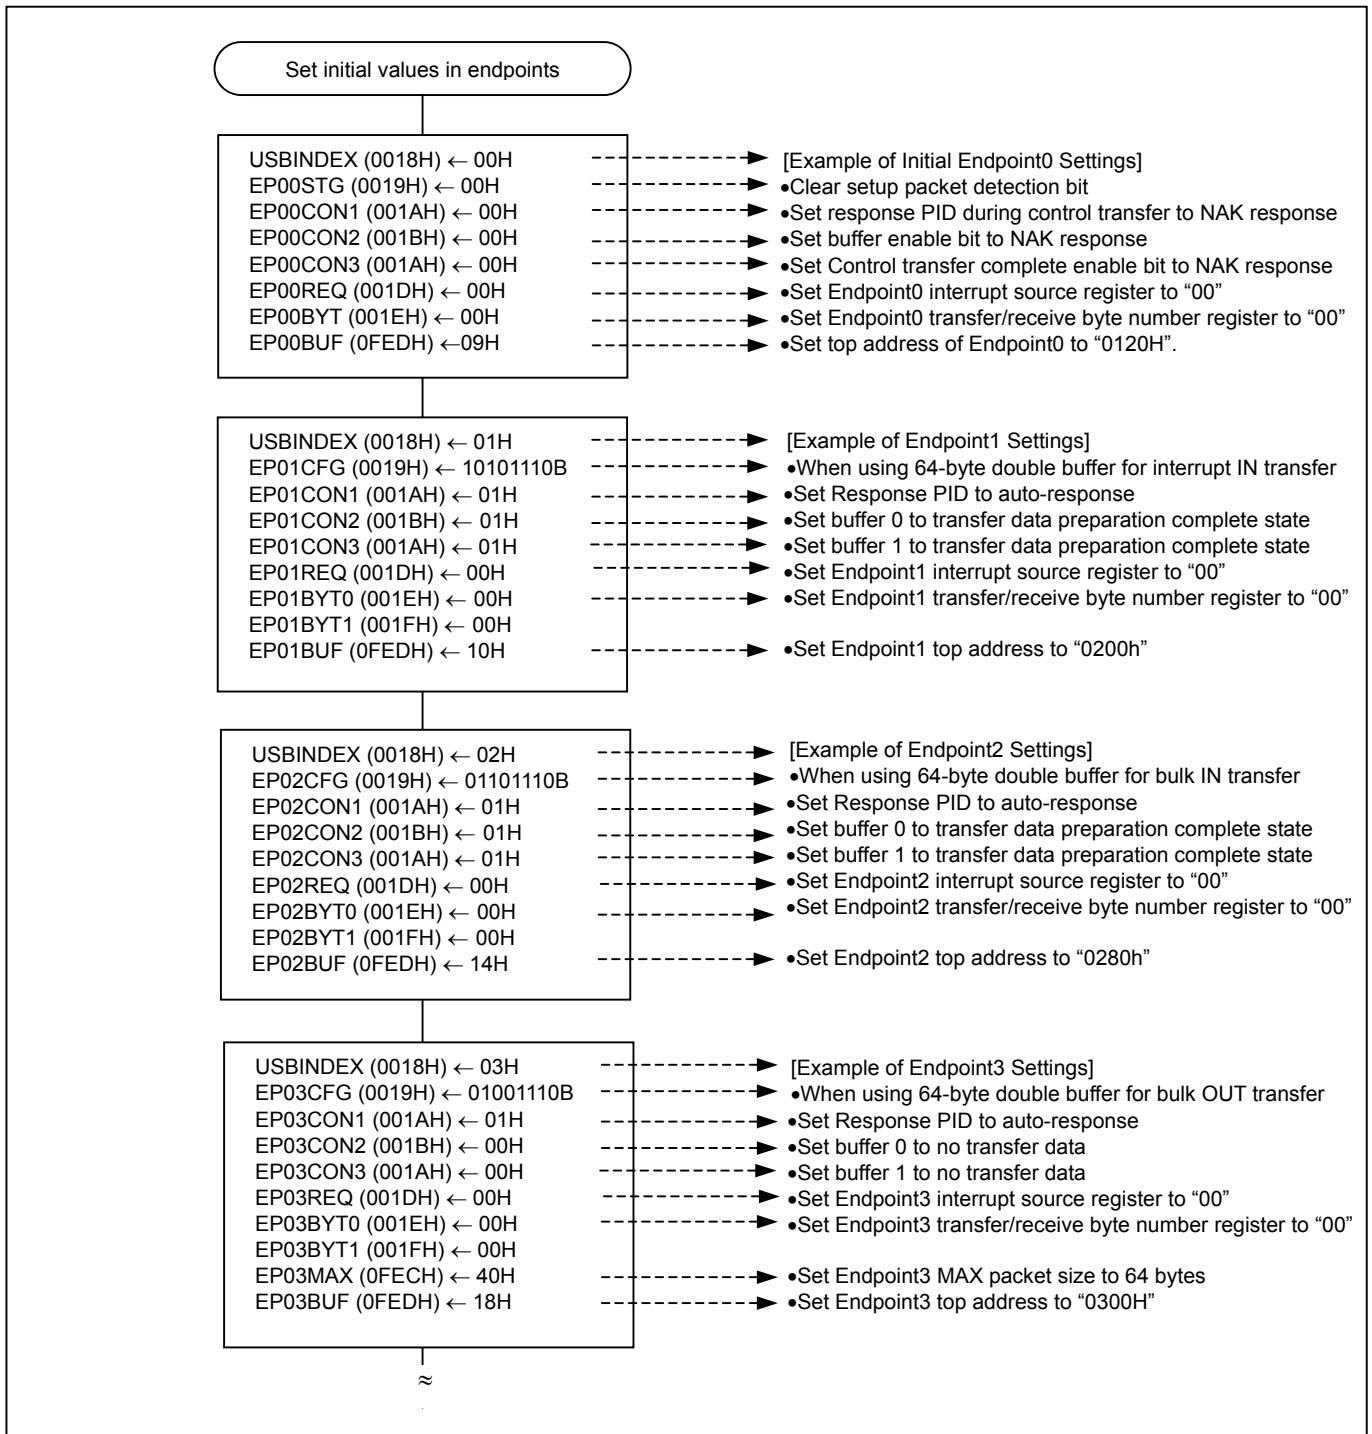 Set initial values in endpoints
USBINDEX (0018H) ← 00H
[Example of Initial Endpoint0 Settings]
EP00STG (0019H) ← 00H
•Clear setup packet detection bit
EP00CON1 (001AH) ← 00H
•Set response PID during control transfer to NAK response
EP00CON2 (001BH) ← 00H
•Set buffer enable bit to NAK response
EP00CON3 (001AH) ← 00H
•Set Control transfer complete enable bit to NAK response
EP00REQ (001DH) ← 00H
•Set Endpoint0 interrupt source register to “00”
EP00BYT (001EH) ← 00H
•Set Endpoint0 transfer/receive byte number register to “00”
EP00BUF (0FEDH) ←09H
•Set top address of Endpoint0 to “0120H”.
USBINDEX (0018H) ← 01H
[Example of Endpoint1 Settings]
EP01CFG (0019H) ← 10101110B
•When using 64-byte double buffer for interrupt IN transfer
EP01CON1 (001AH) ← 01H
•Set Response PID to auto-response
EP01CON2 (001BH) ← 01H
•Set buffer 0 to transfer data preparation complete state
EP01CON3 (001AH) ← 01H
•Set buffer 1 to transfer data preparation complete state
EP01REQ (001DH) ← 00H
•Set Endpoint1 interrupt source register to “00”
EP01BYT0 (001EH) ← 00H
•Set Endpoint1 transfer/receive byte number register to “00”
EP01BYT1 (001FH) ← 00H
EP01BUF (0FEDH) ← 10H
•Set Endpoint1 top address to “0200h”
USBINDEX (0018H) ← 02H
[Example of Endpoint2 Settings]
EP02CFG (0019H) ← 01101110B
•When using 64-byte double buffer for bulk IN transfer
EP02CON1 (001AH) ← 01H
•Set Response PID to auto-response
EP02CON2 (001BH) ← 01H
•Set buffer 0 to transfer data preparation complete state
EP02CON3 (001AH) ← 01H
•Set buffer 1 to transfer data preparation complete state
EP02REQ (001DH) ← 00H
•Set Endpoint2 interrupt source register to “00”
EP02BYT0 (001EH) ← 00H
•Set Endpoint2 transfer/receive byte number register to “00”
EP02BYT1 (001FH) ← 00H
EP02BUF (0FEDH) ← 14H
•Set Endpoint2 top address to “0280h”
USBINDEX (0018H) ← 03H
[Example of Endpoint3 Settings]
EP03CFG (0019H) ← 01001110B
•When using 64-byte double buffer for bulk OUT transfer
EP03CON1 (001AH) ← 01H
•Set Response PID to auto-response
EP03CON2 (001BH) ← 00H
•Set buffer 0 to no transfer data
EP03CON3 (001AH) ← 00H
•Set buffer 1 to no transfer data
EP03REQ (001DH) ← 00H
•Set Endpoint3 interrupt source register to “00”
EP03BYT0 (001EH) ← 00H
•Set Endpoint3 transfer/receive byte number register to “00”
EP03BYT1 (001FH) ← 00H
EP03MAX (0FECH) ← 40H
•Set Endpoint3 MAX packet size to 64 bytes
EP03BUF (0FEDH) ← 18H
•Set Endpoint3 top address to “0300H”
≈